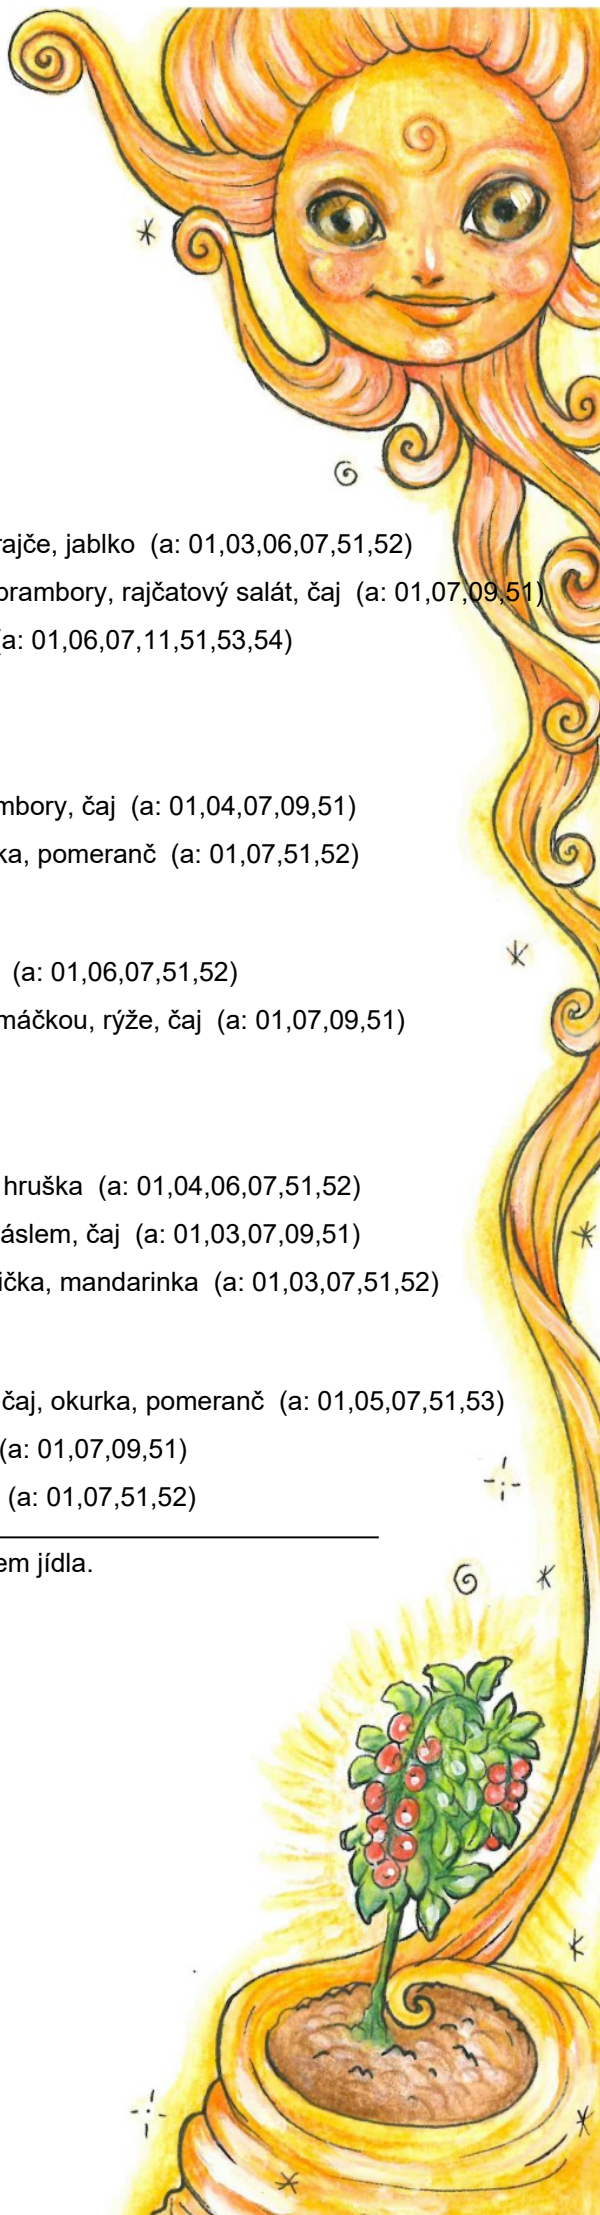 rajče, jablko (a: 01,03,06,07,51,52)
brambory, rajčatový salát, čaj (a: 01,07,09,51)
(a: 01,06,07,11,51,53,54)
mbory, čaj (a: 01,04,07,09,51)
ka, pomeranč (a: 01,07,51,52)
(a: 01,06,07,51,52)
máčkou, rýže, čaj (a: 01,07,09,51)
hruška (a: 01,04,06,07,51,52)
áslem, čaj (a: 01,03,07,09,51)
ička, mandarinka (a: 01,03,07,51,52)
čaj, okurka, pomeranč (a: 01,05,07,51,53)
(a: 01,07,09,51)
(a: 01,07,51,52)
em jídla.